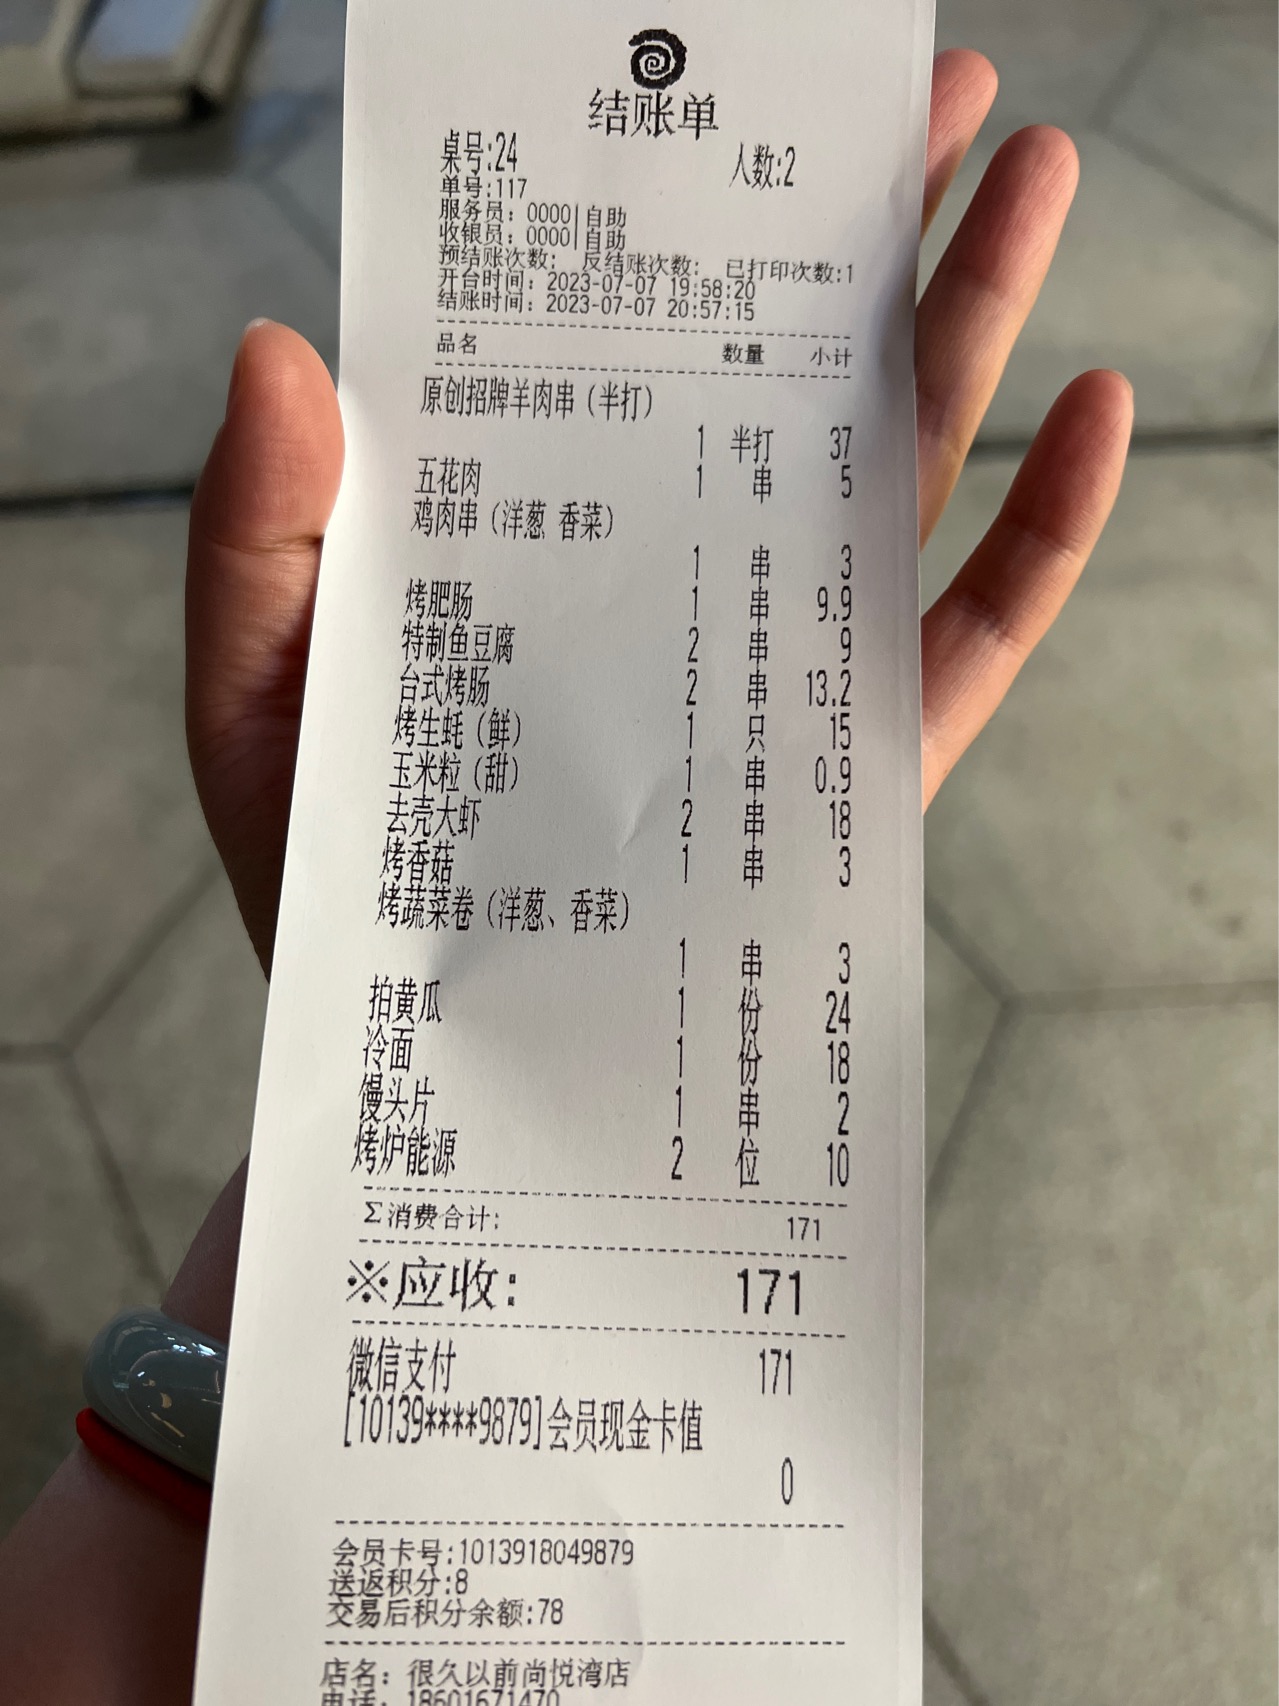 结账单
桌号:24 人数:2
单号:117
服务员: 0000|自助
收银员: 0000|自助
预结账次数: 反结账次数: 已打印次数:1
开台时间: 2023-07-07 19:58:20
结账时间: 2023-07-07 20:57:15
品名 数量 小计
原创招牌羊肉串(半打)
1 半打 37
五花肉 1 串 5
鸡肉串(洋葱 香菜)
1 串 3
烤肥肠 1 串 9.9
特制鱼豆腐 2 串 9
台式烤肠 2 串 13.2
烤生蚝(鲜) 1 只 15
玉米粒(甜) 1 串 0.9
去壳大虾 2 串 18
烤香菇 1 串 3
烤蔬菜卷(洋葱、香菜)
1 串 3
拍黄瓜 1 份 24
冷面 1 份 18
馒头片 1 串 2
烤炉能源 2 位 10
Σ消费合计: 171
※应收: 171
微信支付 171
[10139****9879]会员现金卡值
0
会员卡号:1013918049879
送返积分:8
交易后积分余额:78
店名: 很久以前尚悦湾店
电话: 18601671470